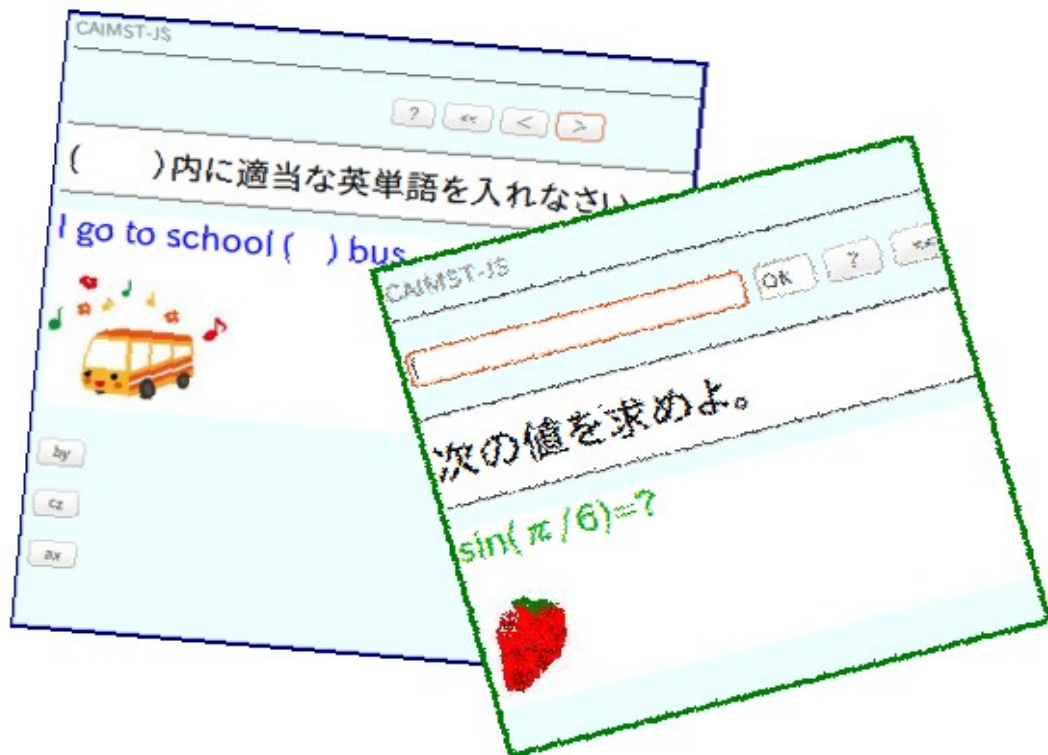 CAIMST-JS
? << < >
(　　)内に適当な英単語を入れなさい
I go to school (　) bus
by
cz
ax
CAIMST-JS
OK ? <<
次の値を求めよ。
sin(π/6)=?